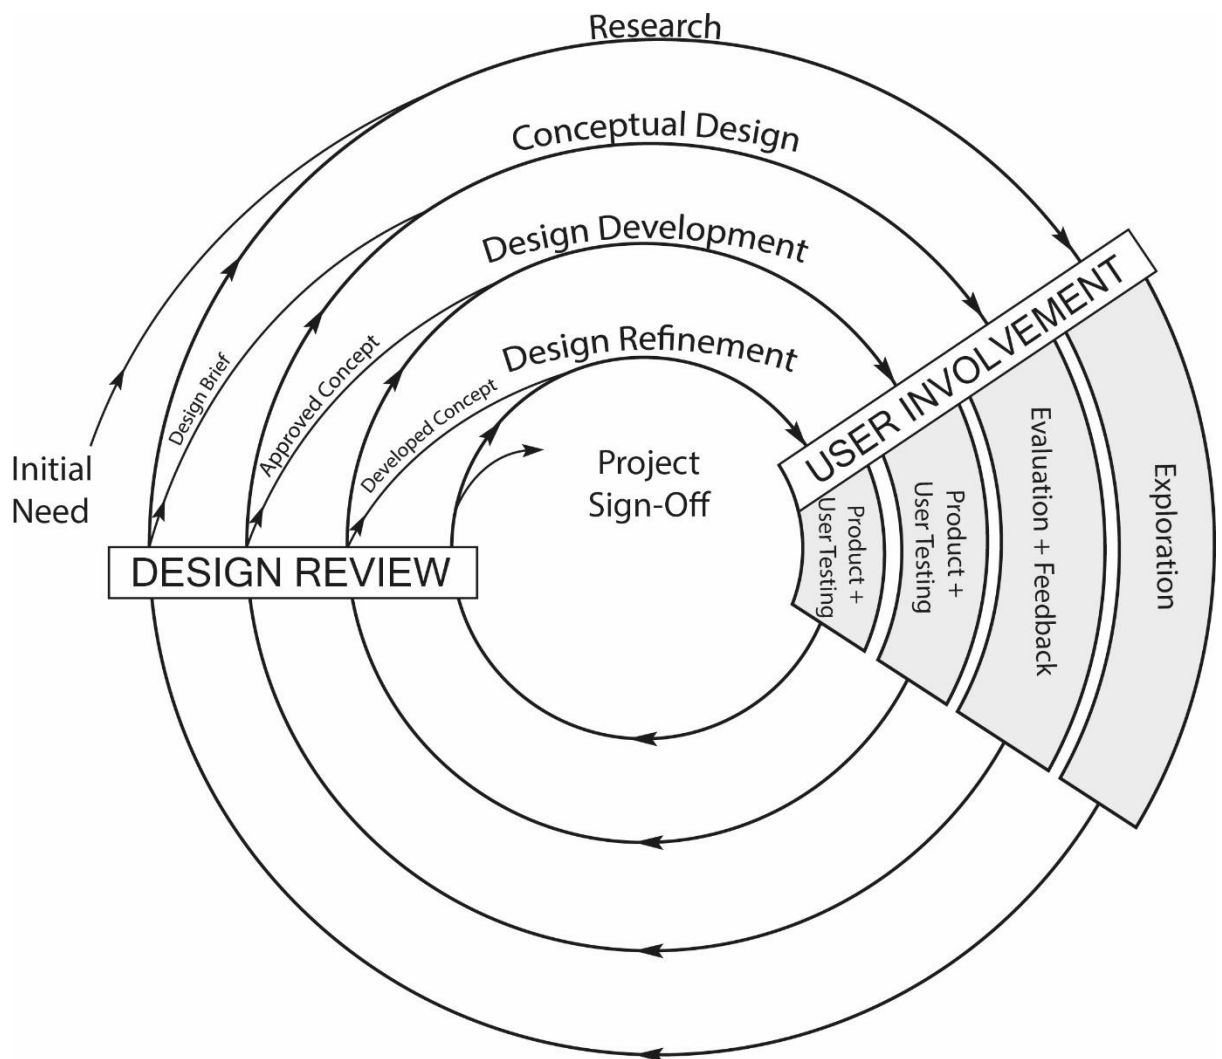 Research
Conceptual Design
Design Development
Design Refinement
Design Brief
Approved Concept
Developed Concept
Initial
Need
Project
Sign-Off
DESIGN REVIEW
USER INVOLVEMENT
Product +
User Testing
Product +
User Testing
Evaluation + Feedback
Exploration